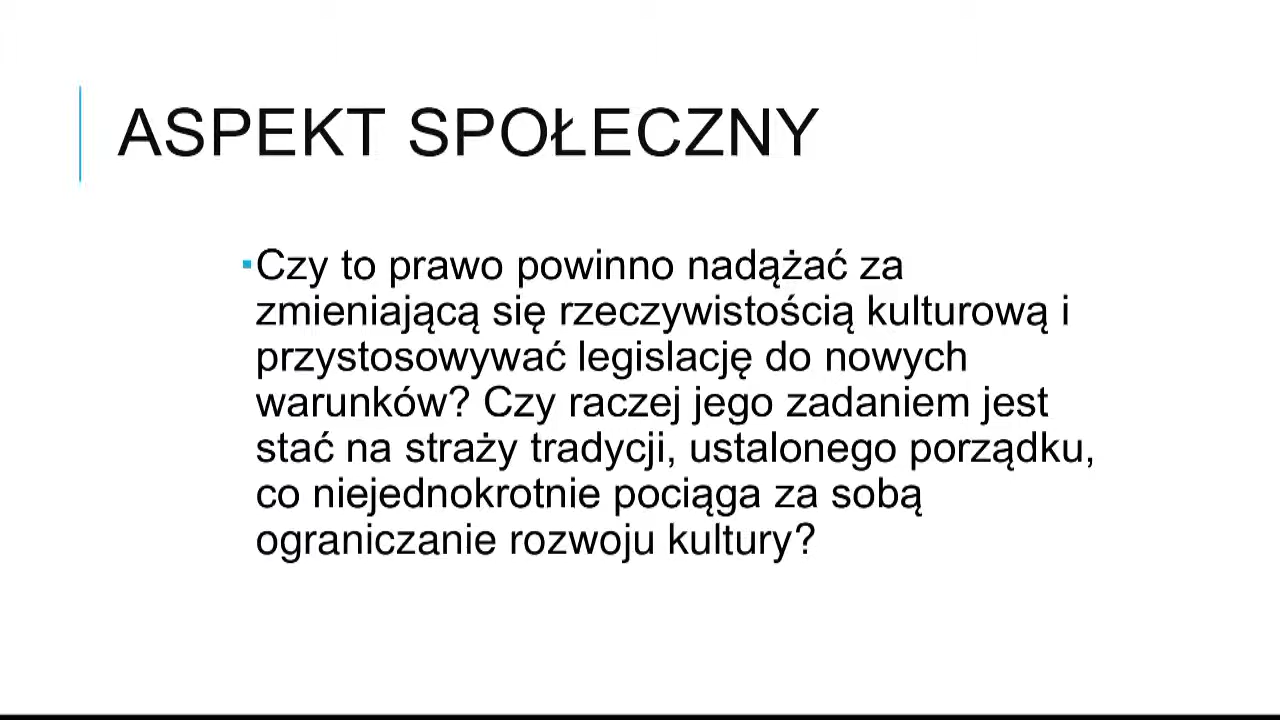 ASPEKT SPOŁECZNY
▪Czy to prawo powinno nadążać za
zmieniającą się rzeczywistością kulturową i
przystosowywać legislację do nowych
warunków? Czy raczej jego zadaniem jest
stać na straży tradycji, ustalonego porządku,
co niejednokrotnie pociąga za sobą
ograniczanie rozwoju kultury?